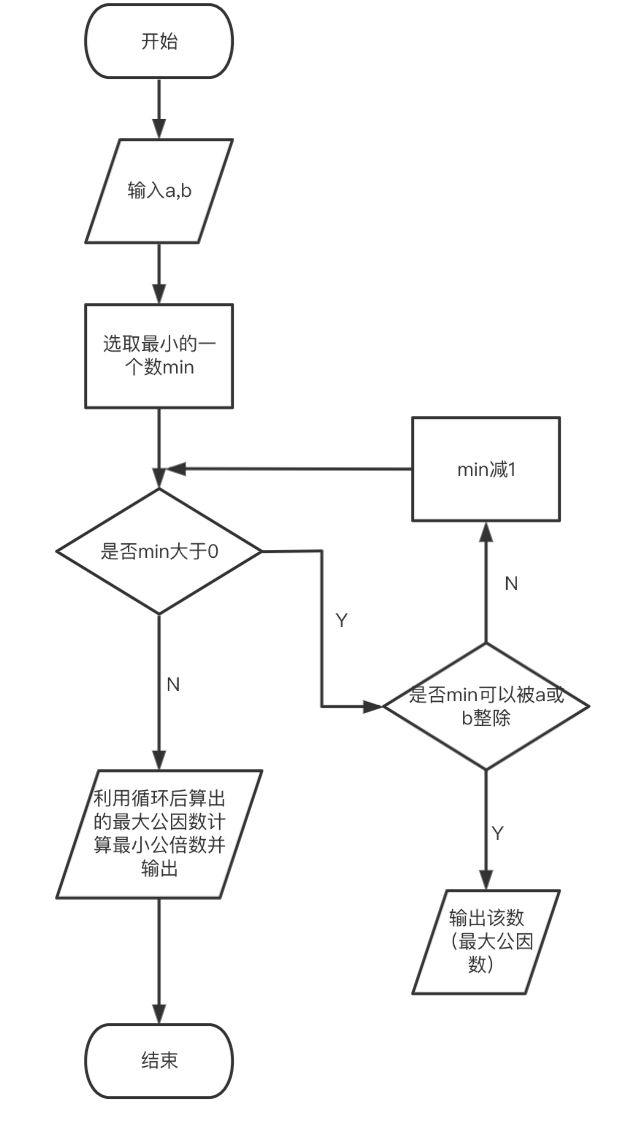 开始
输入a,b
选取最小的一
个数min
min减1
是否min大于0
N
Y
是否min可以被a或
b整除
N
利用循环后算出
的最大公因数计
算最小公倍数并
输出
Y
输出该数
（最大公因
数）
结束